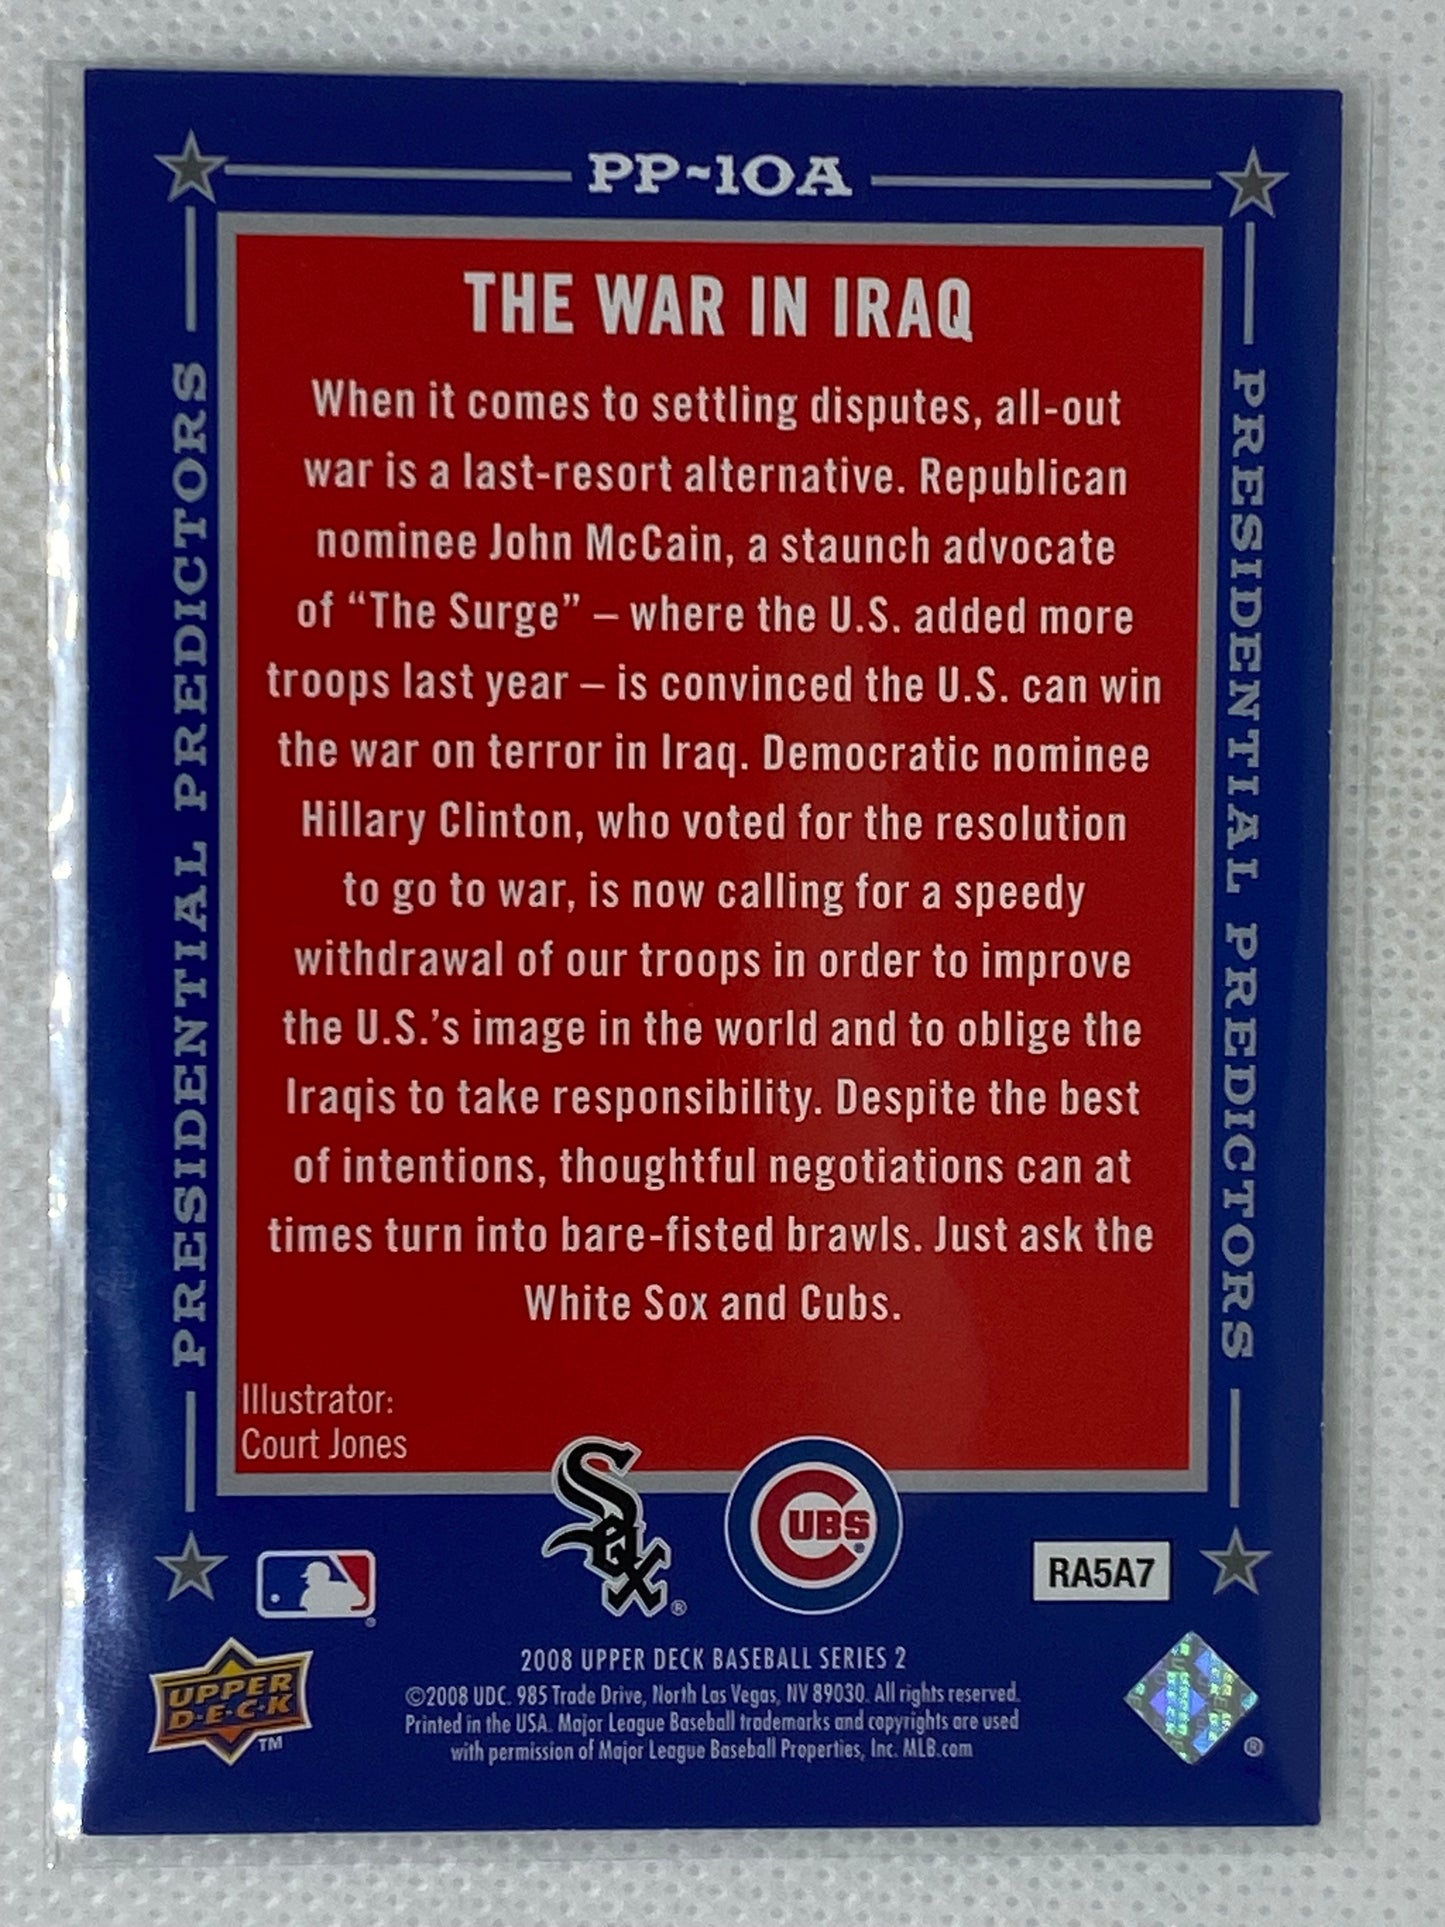 PP~10A
PRESIDENTIAL PREDICTORS
PRESIDENTIAL PREDICTORS
THE WAR IN IRAQ
When it comes to settling disputes, all-out
war is a last-resort alternative. Republican
nominee John McCain, a staunch advocate
of “The Surge” – where the U.S. added more
troops last year – is convinced the U.S. can win
the war on terror in Iraq. Democratic nominee
Hillary Clinton, who voted for the resolution
to go to war, is now calling for a speedy
withdrawal of our troops in order to improve
the U.S.’s image in the world and to oblige the
Iraqis to take responsibility. Despite the best
of intentions, thoughtful negotiations can at
times turn into bare-fisted brawls. Just ask the
White Sox and Cubs.
Illustrator:
Court Jones
Sox ®
CUBS ®
RA5A7
®
UPPER
D·E·C·K
TM
2008 UPPER DECK BASEBALL SERIES 2
©2008 UDC. 985 Trade Drive, North Las Vegas, NV 89030. All rights reserved.
Printed in the USA. Major League Baseball trademarks and copyrights are used
with permission of Major League Baseball Properties, Inc. MLB.com
®